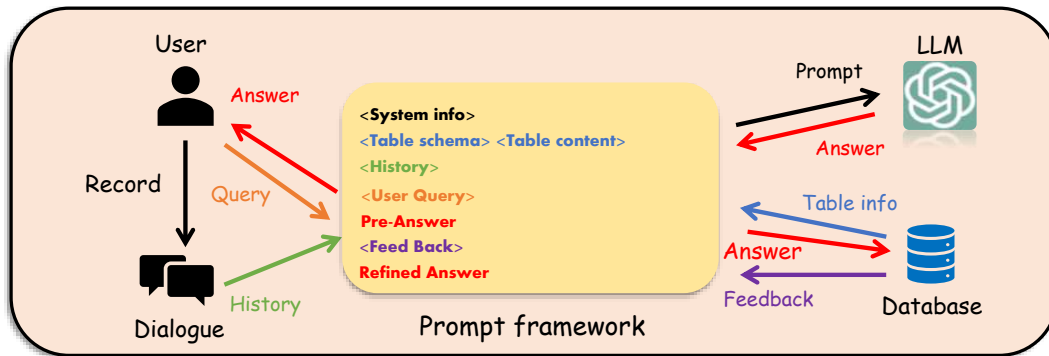 User
LLM
Prompt
Answer
<System info>
<Table schema> <Table content>
<History>
<User Query>
Pre-Answer
<Feed Back>
Refined Answer
Answer
Record
Query
Table info
Answer
Feedback
History
Dialogue
Database
Prompt framework